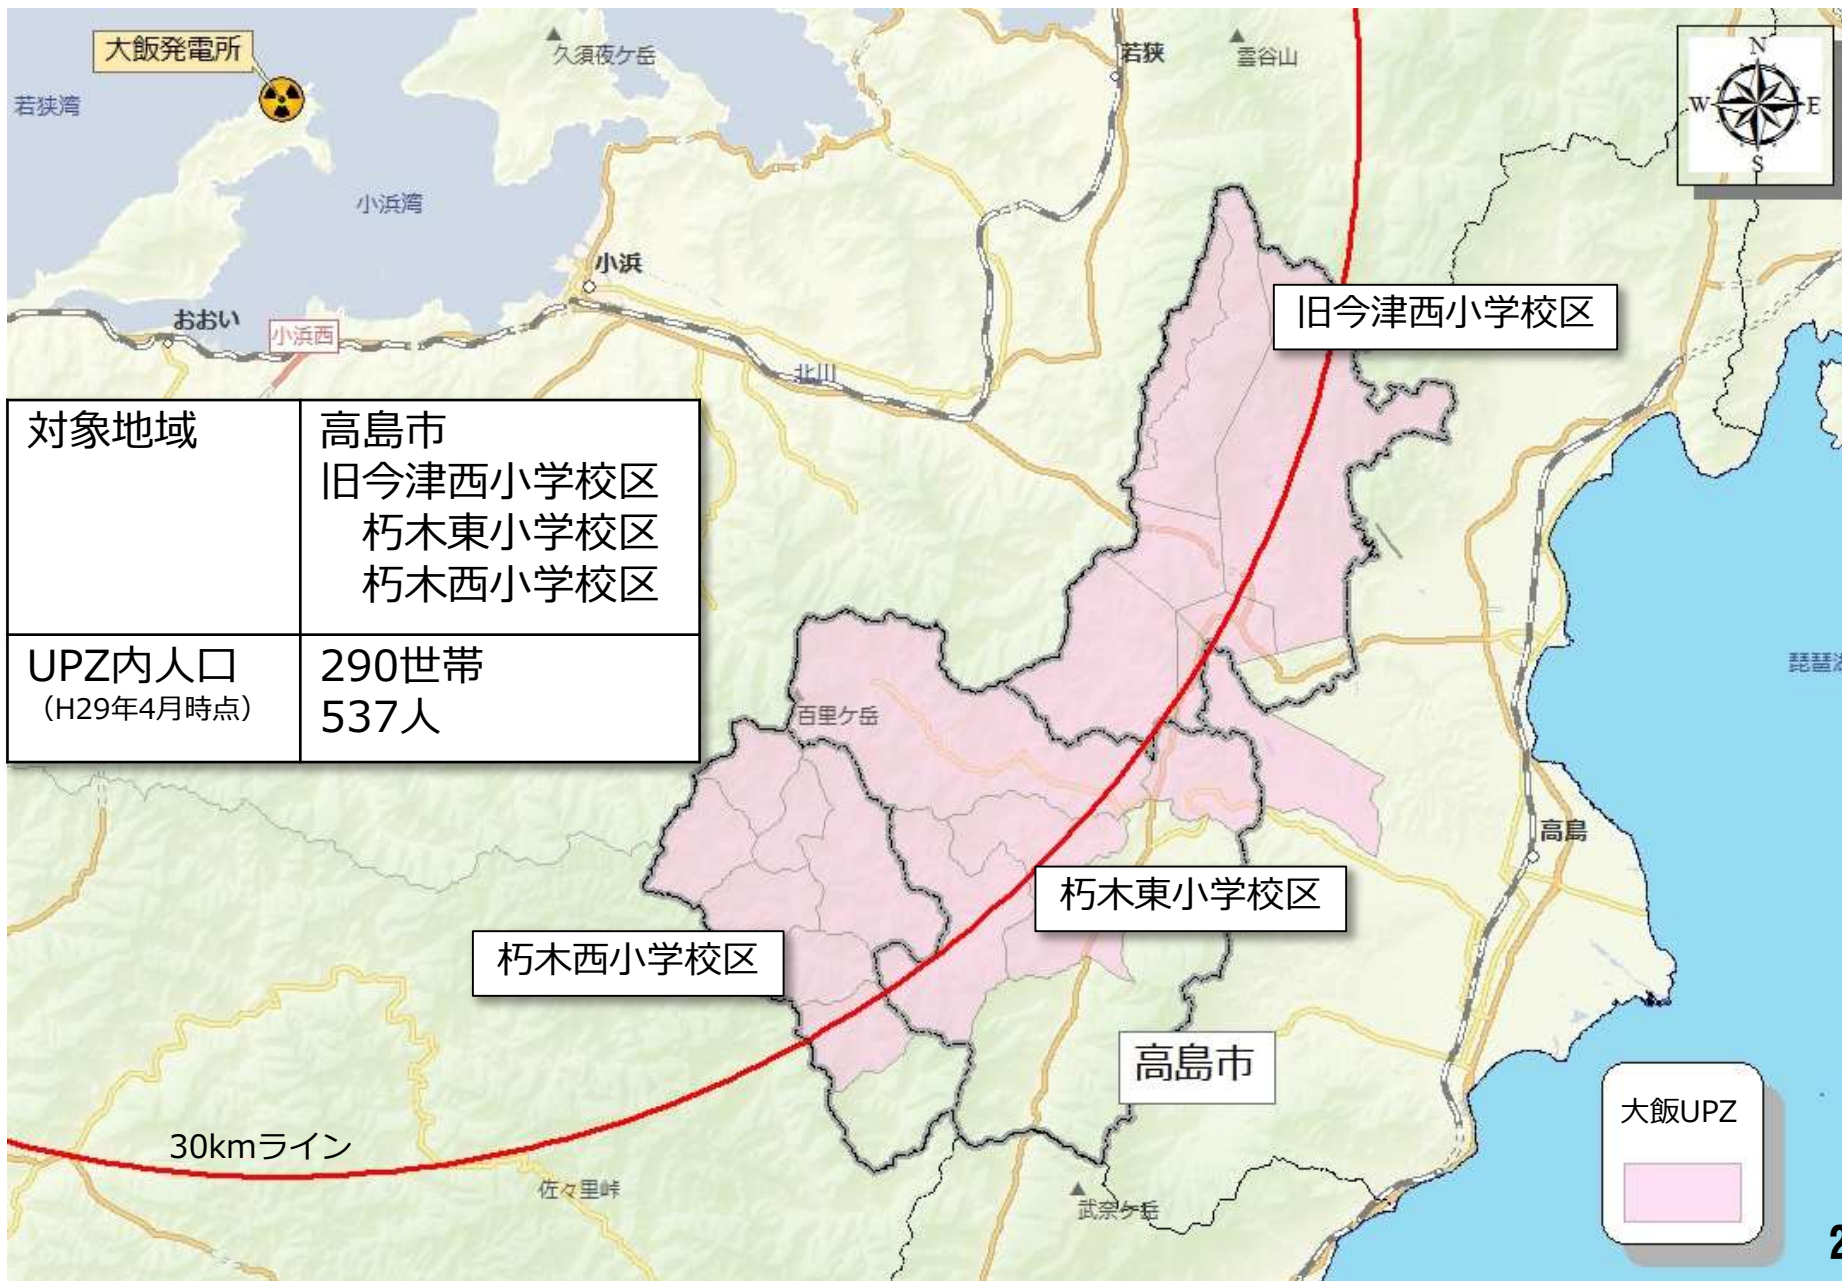 大飯発電所
久須夜ケ岳
若狭
雲谷山
N
若狭湾
W
E
S
小浜湾
小浜
旧今津西小学校区
おおい
小浜西
北川
対象地域
高島市
旧今津西小学校区
朽木東小学校区
朽木西小学校区
UPZ内人口
（H29年4月時点）
290世帯
537人
琵琶
百里ケ岳
高島
朽木東小学校区
朽木西小学校区
高島市
大飯UPZ
30kmライン
佐々里峠
武奈ケ岳
2